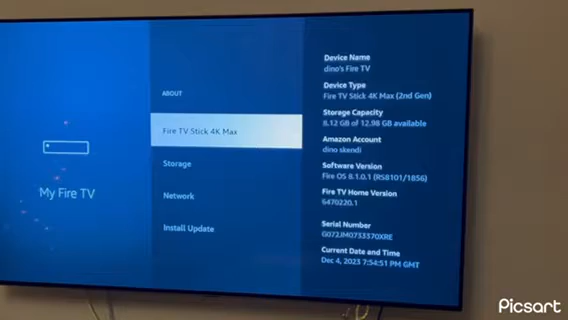 My Fire TV
ABOUT
Fire TV Stick 4K Max
Storage
Network
Install Update
Device Name
dino's Fire TV
Device Type
Fire TV Stick 4K Max (2nd Gen)
Storage Capacity
8.12 GB of 12.98 GB available
Amazon Account
dino skendi
Software Version
Fire OS 8.1.0.1 (RS8101/1856)
Fire TV Home Version
6470220.1
Serial Number
G072JM0733370XRE
Current Date and Time
Dec 4, 2023 7:54:51 PM GMT
Picsart